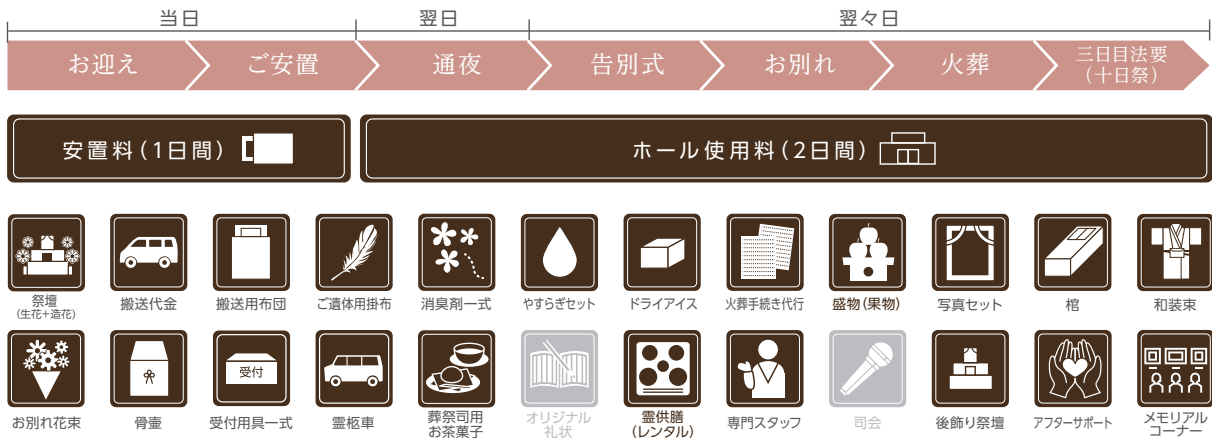 当日 翌日 翌々日
お迎え ご安置 通夜 告別式 お別れ 火葬 三日目法要
(十日祭)
安置料(1日間) ホール使用料(2日間)
祭壇
(生花+造花)
搬送代金
搬送用布団
ご遺体用掛布
消臭剤一式
やすらぎセット
ドライアイス
火葬手続き代行
盛物(果物)
写真セット
棺
和装束
お別れ花束
骨壷
受付
受付用具一式
霊柩車
葬祭司用
お茶菓子
オリジナル
礼状
霊供膳
(レンタル)
専門スタッフ
司会
後飾り祭壇
アフターサポート
メモリアル
コーナー